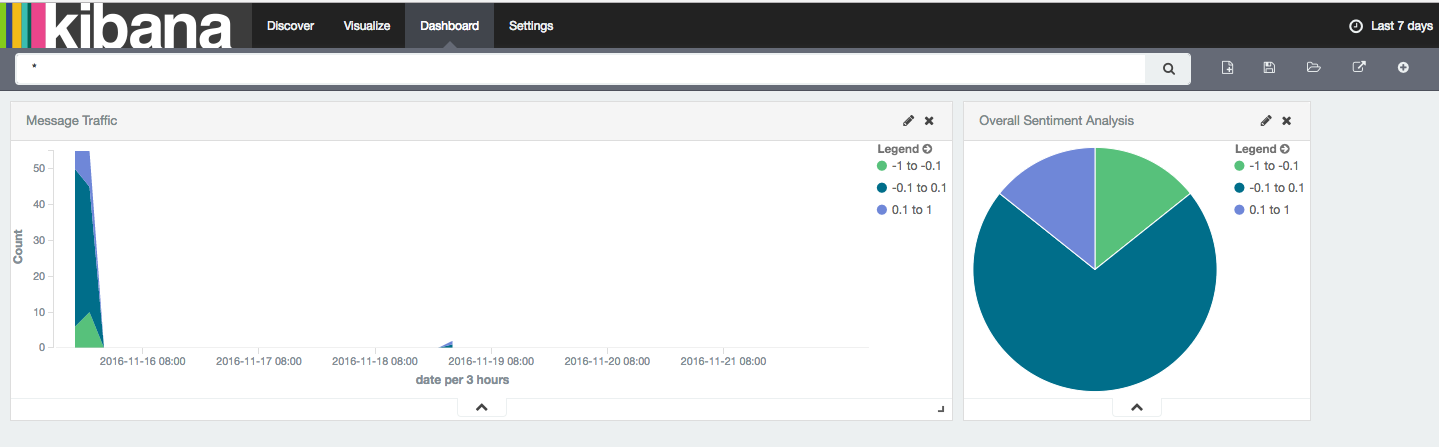 kibana Discover Visualize Dashboard Settings Last 7 days
*
Message Traffic
Legend
-1 to -0.1
-0.1 to 0.1
0.1 to 1
50
40
30
20
10
0
Count
2016-11-16 08:00 2016-11-17 08:00 2016-11-18 08:00 2016-11-19 08:00 2016-11-20 08:00 2016-11-21 08:00
date per 3 hours
Overall Sentiment Analysis
Legend
-1 to -0.1
-0.1 to 0.1
0.1 to 1